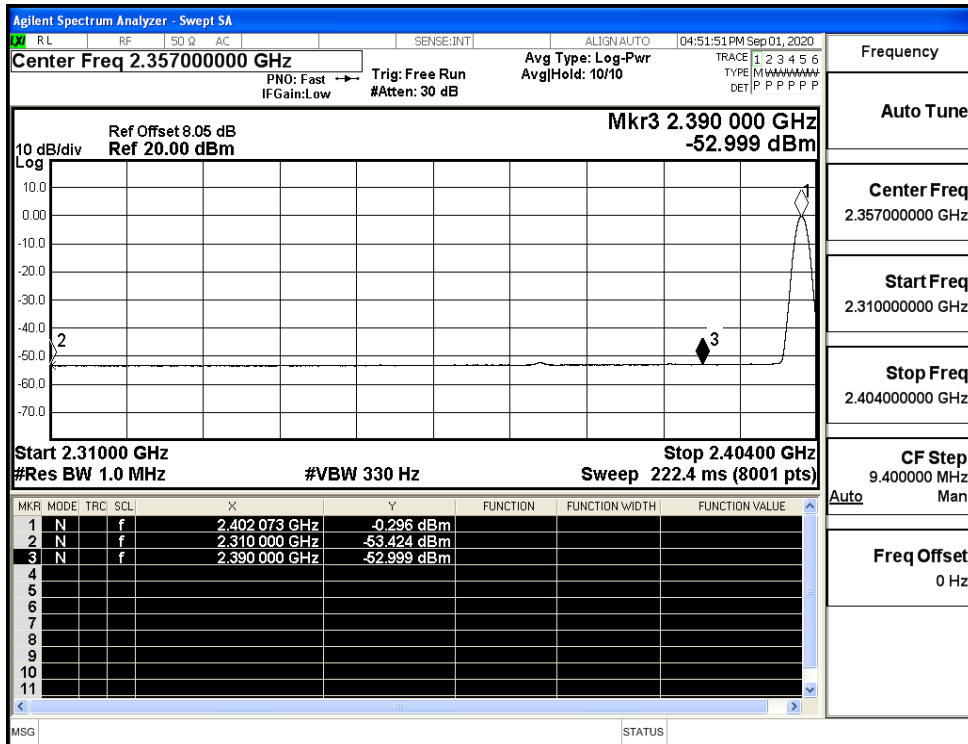 Agilent Spectrum Analyzer - Swept SA
LXI RL RF 50 Ω AC SENSE:INT ALIGN AUTO 04:51:51 PM Sep 01, 2020
Center Freq 2.357000000 GHz
PNO: Fast
IFGain:Low
Trig: Free Run
#Atten: 30 dB
Avg Type: Log-Pwr
Avg|Hold: 10/10
TRACE 1 2 3 4 5 6
TYPE M WWWWW
DET P P P P P P
Ref Offset 8.05 dB
10 dB/div Ref 20.00 dBm
Log
Mkr3 2.390 000 GHz
-52.999 dBm
10.0
0.00
-10.0
-20.0
-30.0
-40.0
-50.0
-60.0
-70.0
1
2
3
Start 2.31000 GHz Stop 2.40400 GHz
#Res BW 1.0 MHz #VBW 330 Hz Sweep 222.4 ms (8001 pts)
MKR MODE TRC SCL X Y FUNCTION FUNCTION WIDTH FUNCTION VALUE
1 N f 2.402 073 GHz -0.296 dBm
2 N f 2.310 000 GHz -53.424 dBm
3 N f 2.390 000 GHz -52.999 dBm
4
5
6
7
8
9
10
11
MSG STATUS
Frequency
Auto Tune
Center Freq
2.357000000 GHz
Start Freq
2.310000000 GHz
Stop Freq
2.404000000 GHz
CF Step
9.400000 MHz
Auto Man
Freq Offset
0 Hz